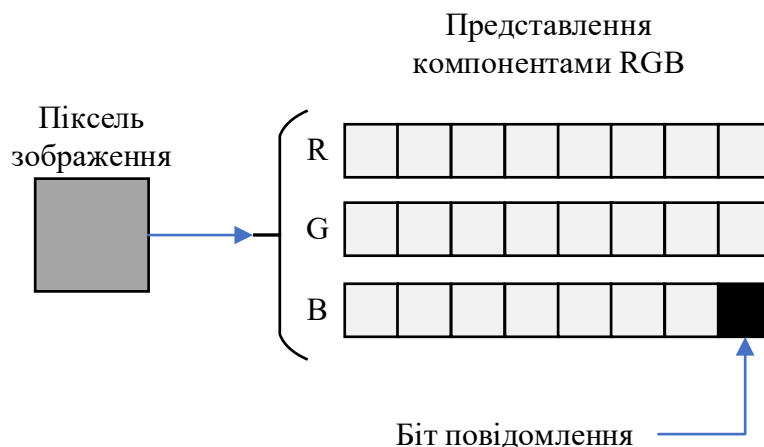 Представлення
компонентами RGB
Піксель
зображення
R
G
B
Біт повідомлення